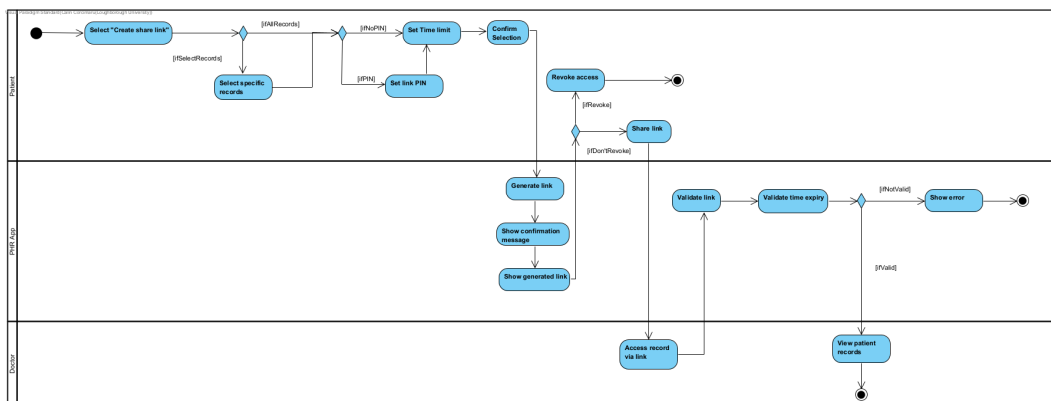 Select "Create share link"
[ifAllRecords]
[ifNoPIN]
Set Time limit
Confirm
Selection
[ifSelectRecords]
Select specific
records
[ifPIN]
Set link PIN
Revoke access
[ifRevoke]
Share link
[ifDon'tRevoke]
Patient
Generate link
Show confirmation
message
Show generated link
Validate link
Validate time expiry
[ifNotValid]
Show error
[ifValid]
PHR App
Access record
via link
View patient
records
Doctor